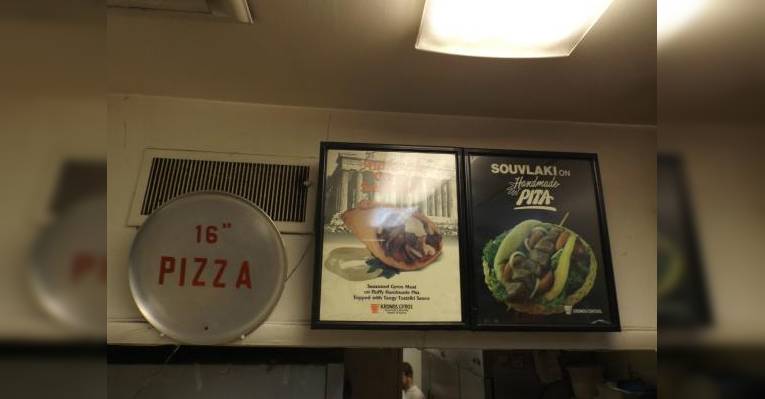 16"
PIZZA
Seasoned Gyros Meat
on Fluffy Handmade Pita
Topped with Tangy Tzatziki Sauce
KRONOS GYROS
SOUVLAKI ON
Handmade
PITA
KRONOS